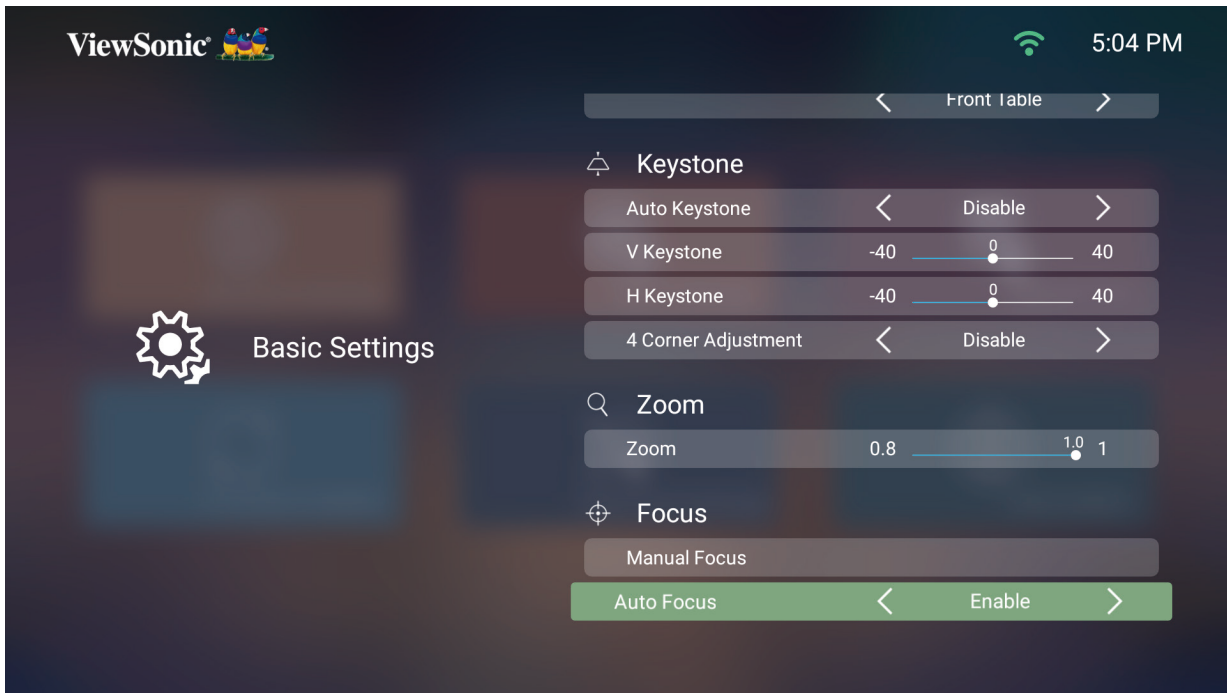 ViewSonic®
5:04 PM
Front Table
Keystone
Auto Keystone Disable
V Keystone -40 0 40
H Keystone -40 0 40
Basic Settings
4 Corner Adjustment Disable
Zoom
Zoom 0.8 1.0 1
Focus
Manual Focus
Auto Focus Enable